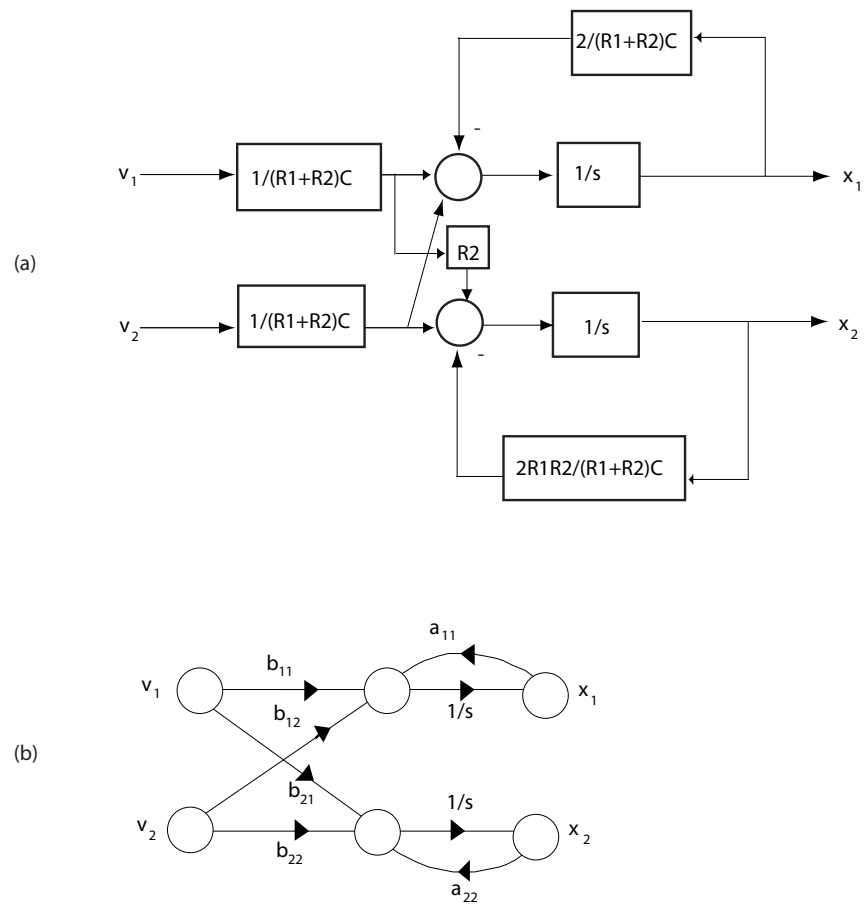 2/(R1+R2)C
-
v1
1/(R1+R2)C
1/s
x1
(a)
R2
v2
1/(R1+R2)C
1/s
x2
-
2R1R2/(R1+R2)C
a11
v1
b11
x1
b12
1/s
(b)
b21
1/s
v2
x2
b22
a22